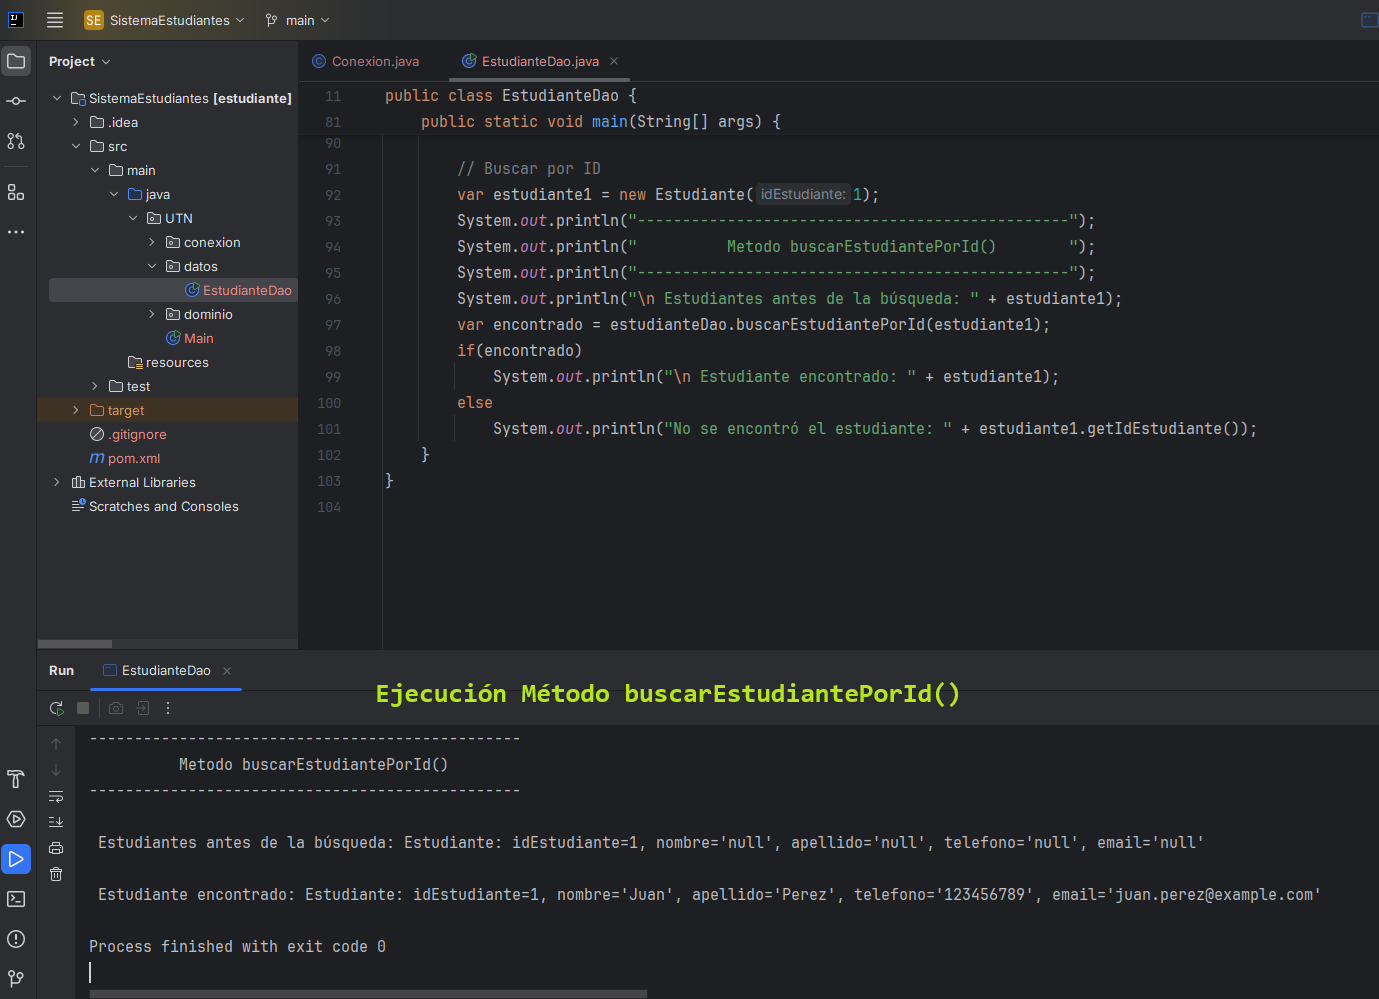 SE SistemaEstudiantes main
Project
Conexion.java EstudianteDao.java
SistemaEstudiantes [estudiante]
.idea
src
main
java
UTN
conexion
datos
EstudianteDao
dominio
Main
resources
test
target
.gitignore
pom.xml
External Libraries
Scratches and Consoles
11 public class EstudianteDao {
81 public static void main(String[] args) {
90
91 // Buscar por ID
92 var estudiante1 = new Estudiante( idEstudiante: 1);
93 System.out.println("------------------------------------------------");
94 System.out.println("          Metodo buscarEstudiantePorId()        ");
95 System.out.println("------------------------------------------------");
96 System.out.println("\n Estudiantes antes de la búsqueda: " + estudiante1);
97 var encontrado = estudianteDao.buscarEstudiantePorId(estudiante1);
98 if(encontrado)
99 System.out.println("\n Estudiante encontrado: " + estudiante1);
100 else
101 System.out.println("No se encontró el estudiante: " + estudiante1.getIdEstudiante());
102 }
103 }
104
Run EstudianteDao
Ejecución Método buscarEstudiantePorId()
------------------------------------------------
Metodo buscarEstudiantePorId()
------------------------------------------------
Estudiantes antes de la búsqueda: Estudiante: idEstudiante=1, nombre='null', apellido='null', telefono='null', email='null'
Estudiante encontrado: Estudiante: idEstudiante=1, nombre='Juan', apellido='Perez', telefono='123456789', email='juan.perez@example.com'
Process finished with exit code 0